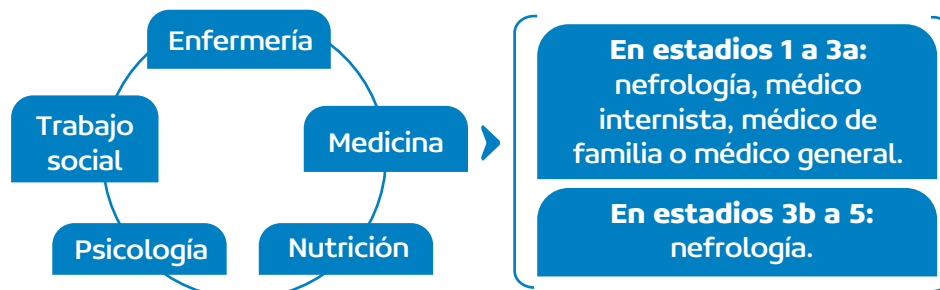 Enfermería
Trabajo
social
Medicina
Psicología
Nutrición
En estadios 1 a 3a:
nefrología, médico
internista, médico de
familia o médico general.
En estadios 3b a 5:
nefrología.